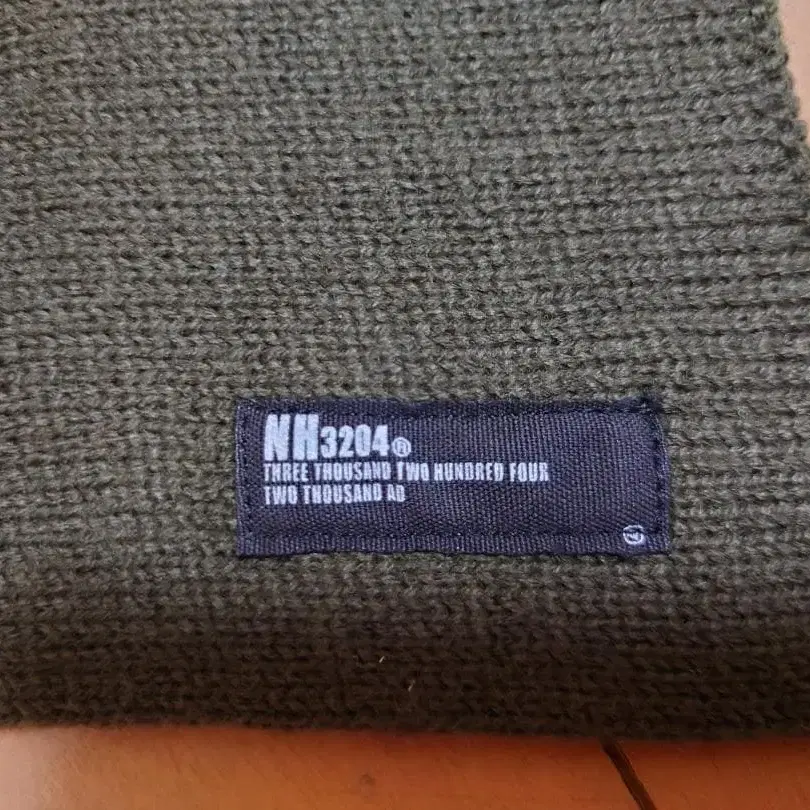 NH3204®
THREE THOUSAND TWO HUNDRED FOUR
TWO THOUSAND AD